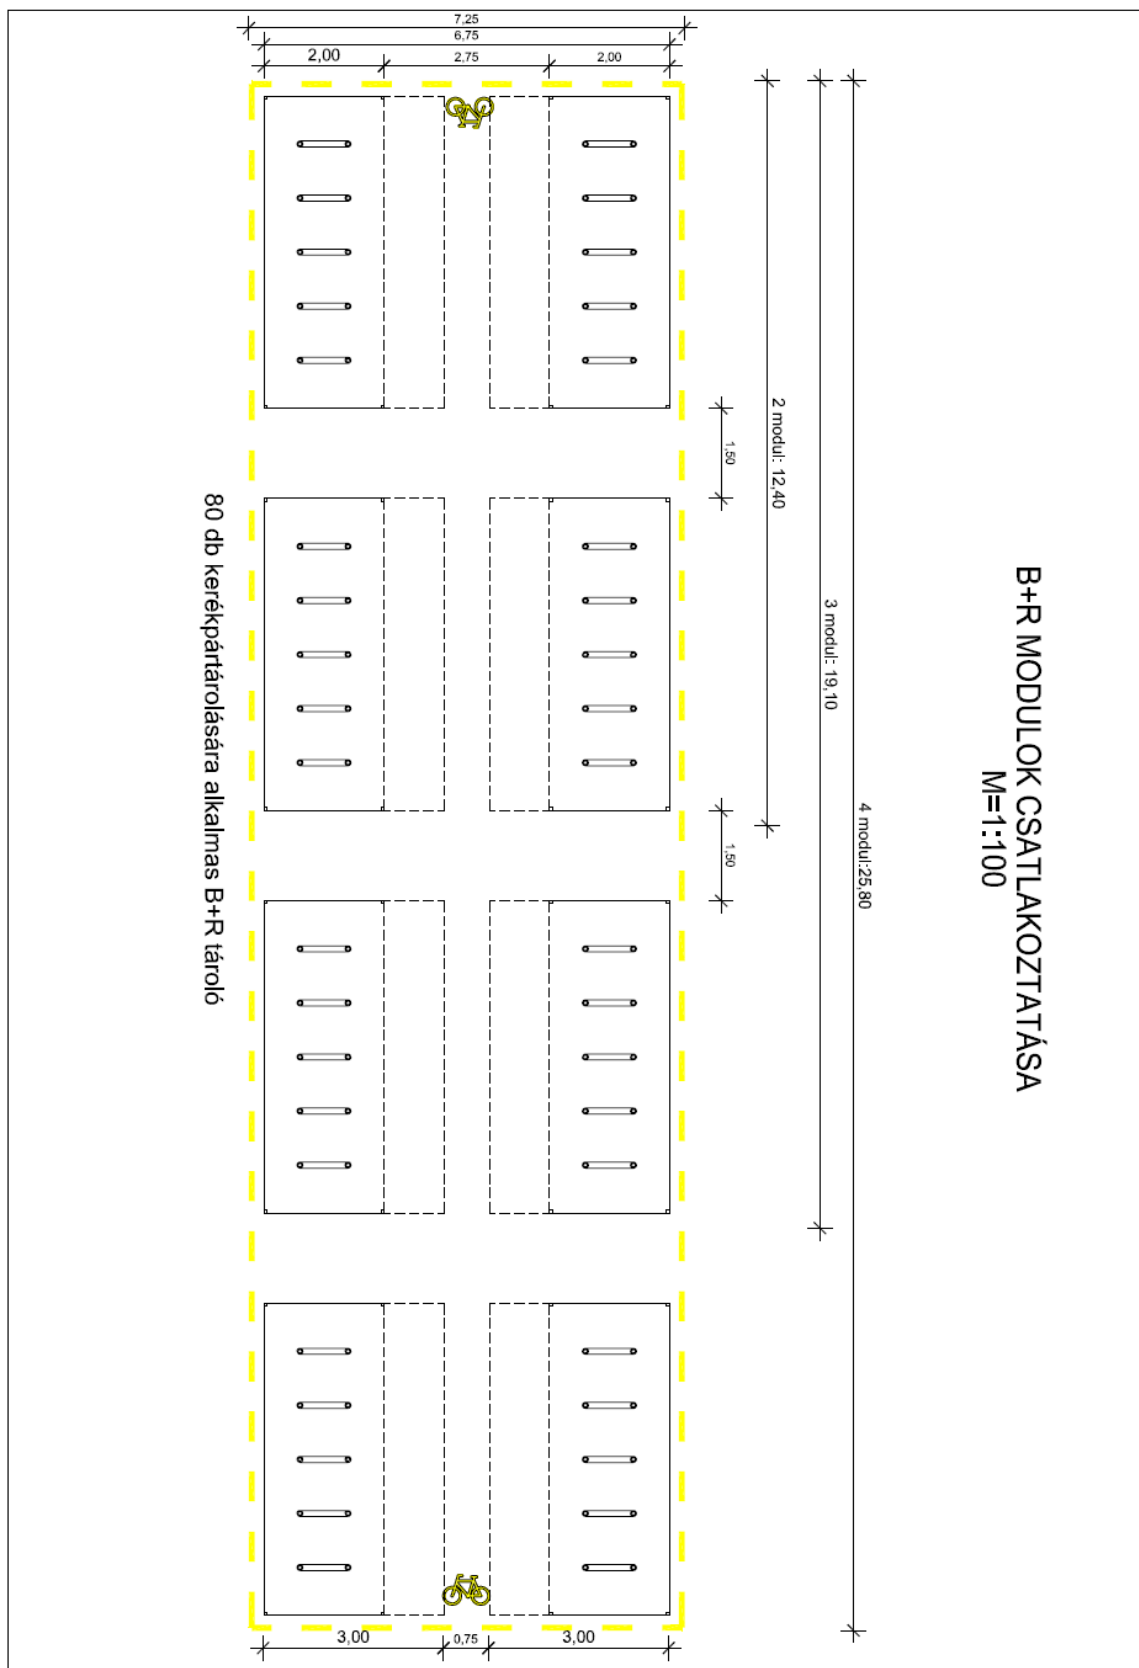 7,25
6,75
2,00
2,75
2,00
1,50
2 modul: 12,40
3 modul: 19,10
4 modul:25,80
1,50
B+R MODULOK CSATLAKOZTATÁSA
M=1:100
80 db kerékpártárolására alkalmas B+R tároló
3,00
0,75
3,00